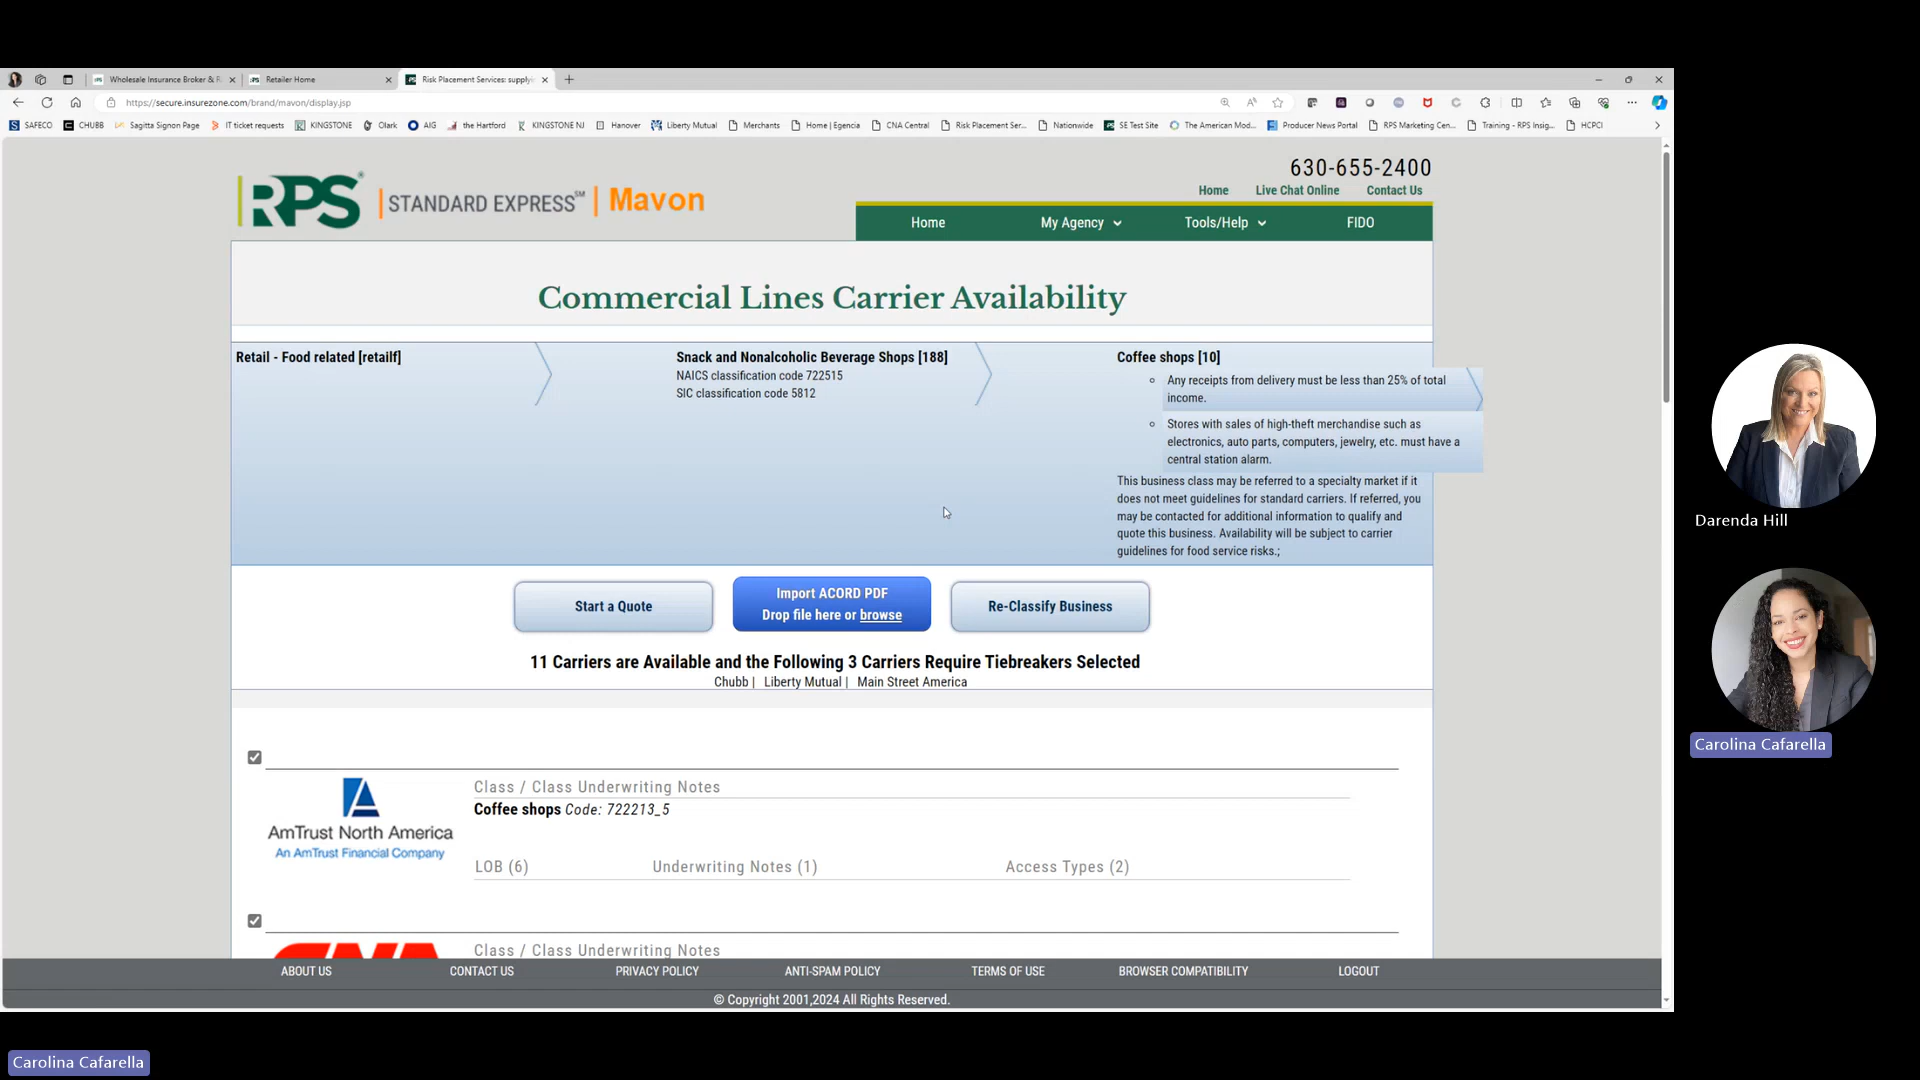 Wholesale Insurance Broker & R
Retailer Home
Risk Placement Services: supplyi
https://secure.insurezone.com/brand/mavon/display.jsp
SAFECO
CHUBB
Sagitta Signon Page
IT ticket requests
KINGSTONE
Olark
AIG
the Hartford
KINGSTONE NJ
Hanover
Liberty Mutual
Merchants
Home | Egencia
CNA Central
Risk Placement Ser...
Nationwide
SE Test Site
The American Mod...
Producer News Portal
RPS Marketing Cen...
Training - RPS Insig...
HCPCI
630-655-2400
Home
Live Chat Online
Contact Us
RPS® | STANDARD EXPRESS℠ | Mavon
Home
My Agency
Tools/Help
FIDO
Commercial Lines Carrier Availability
Retail - Food related [retailf]
Snack and Nonalcoholic Beverage Shops [188]
NAICS classification code 722515
SIC classification code 5812
Coffee shops [10]
Any receipts from delivery must be less than 25% of total
income.
Stores with sales of high-theft merchandise such as
electronics, auto parts, computers, jewelry, etc. must have a
central station alarm.
This business class may be referred to a specialty market if it
does not meet guidelines for standard carriers. If referred, you
may be contacted for additional information to qualify and
quote this business. Availability will be subject to carrier
guidelines for food service risks.;
Start a Quote
Import ACORD PDF
Drop file here or browse
Re-Classify Business
11 Carriers are Available and the Following 3 Carriers Require Tiebreakers Selected
Chubb | Liberty Mutual | Main Street America
Class / Class Underwriting Notes
Coffee shops Code: 722213_5
AmTrust North America
An AmTrust Financial Company
LOB (6)
Underwriting Notes (1)
Access Types (2)
CNA
Class / Class Underwriting Notes
ABOUT US
CONTACT US
PRIVACY POLICY
ANTI-SPAM POLICY
TERMS OF USE
BROWSER COMPATIBILITY
LOGOUT
© Copyright 2001,2024 All Rights Reserved.
Darenda Hill
Carolina Cafarella
Carolina Cafarella